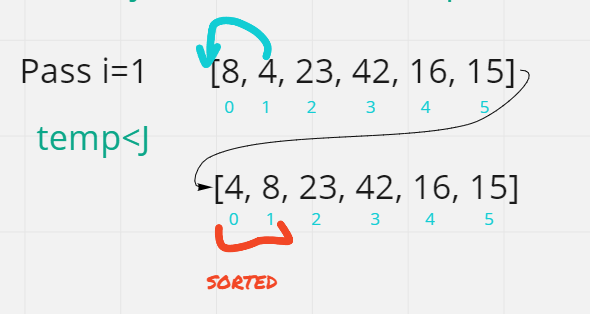 Pass i=1 [8, 4, 23, 42, 16, 15]
0 1 2 3 4 5
temp<J
[4, 8, 23, 42, 16, 15]
0 1 2 3 4 5
SORTED